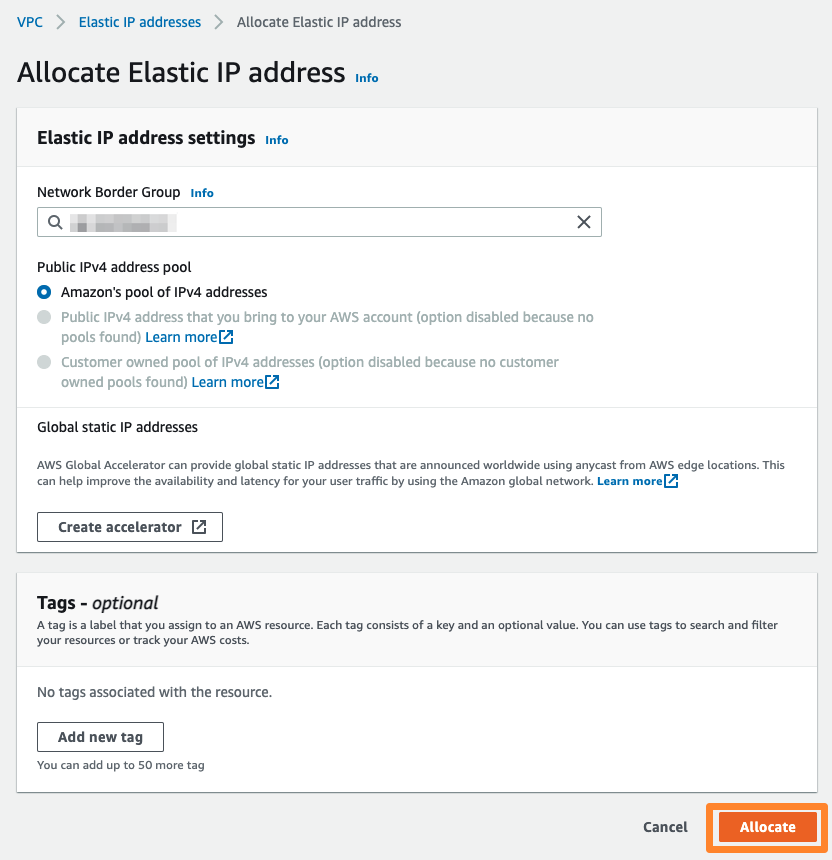 VPC > Elastic IP addresses > Allocate Elastic IP address
Allocate Elastic IP address Info
Elastic IP address settings Info
Network Border Group Info
Public IPv4 address pool
Amazon's pool of IPv4 addresses
Public IPv4 address that you bring to your AWS account (option disabled because no
pools found) Learn more
Customer owned pool of IPv4 addresses (option disabled because no customer
owned pools found) Learn more
Global static IP addresses
AWS Global Accelerator can provide global static IP addresses that are announced worldwide using anycast from AWS edge locations. This
can help improve the availability and latency for your user traffic by using the Amazon global network. Learn more
Create accelerator
Tags - optional
A tag is a label that you assign to an AWS resource. Each tag consists of a key and an optional value. You can use tags to search and filter
your resources or track your AWS costs.
No tags associated with the resource.
Add new tag
You can add up to 50 more tag
Cancel Allocate